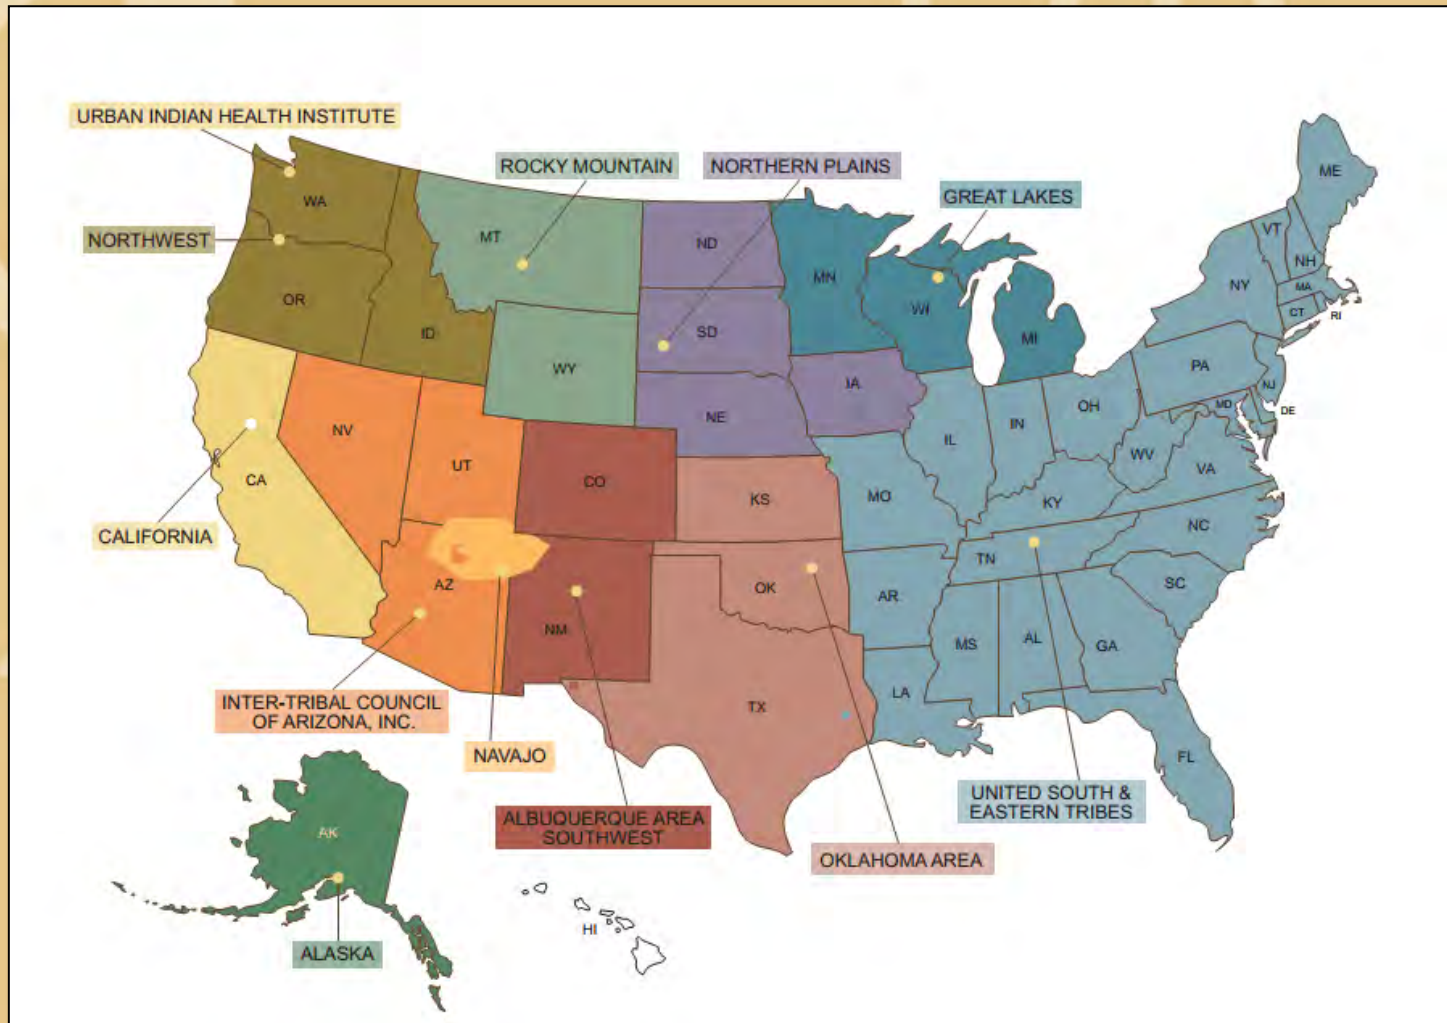 URBAN INDIAN HEALTH INSTITUTE
ROCKY MOUNTAIN
NORTHERN PLAINS
GREAT LAKES
NORTHWEST
WA
MT
ND
MN
ME
VT
NH
NY
MA
CT
RI
OR
ID
SD
WI
MI
WY
PA
NJ
IA
NE
OH
MD
DE
NV
IL
IN
WV
UT
CO
VA
CA
KS
MO
KY
NC
CALIFORNIA
TN
AZ
OK
AR
SC
NM
MS
AL
GA
INTER-TRIBAL COUNCIL
OF ARIZONA, INC.
TX
LA
NAVAJO
FL
ALBUQUERQUE AREA
SOUTHWEST
UNITED SOUTH &
EASTERN TRIBES
AK
OKLAHOMA AREA
HI
ALASKA